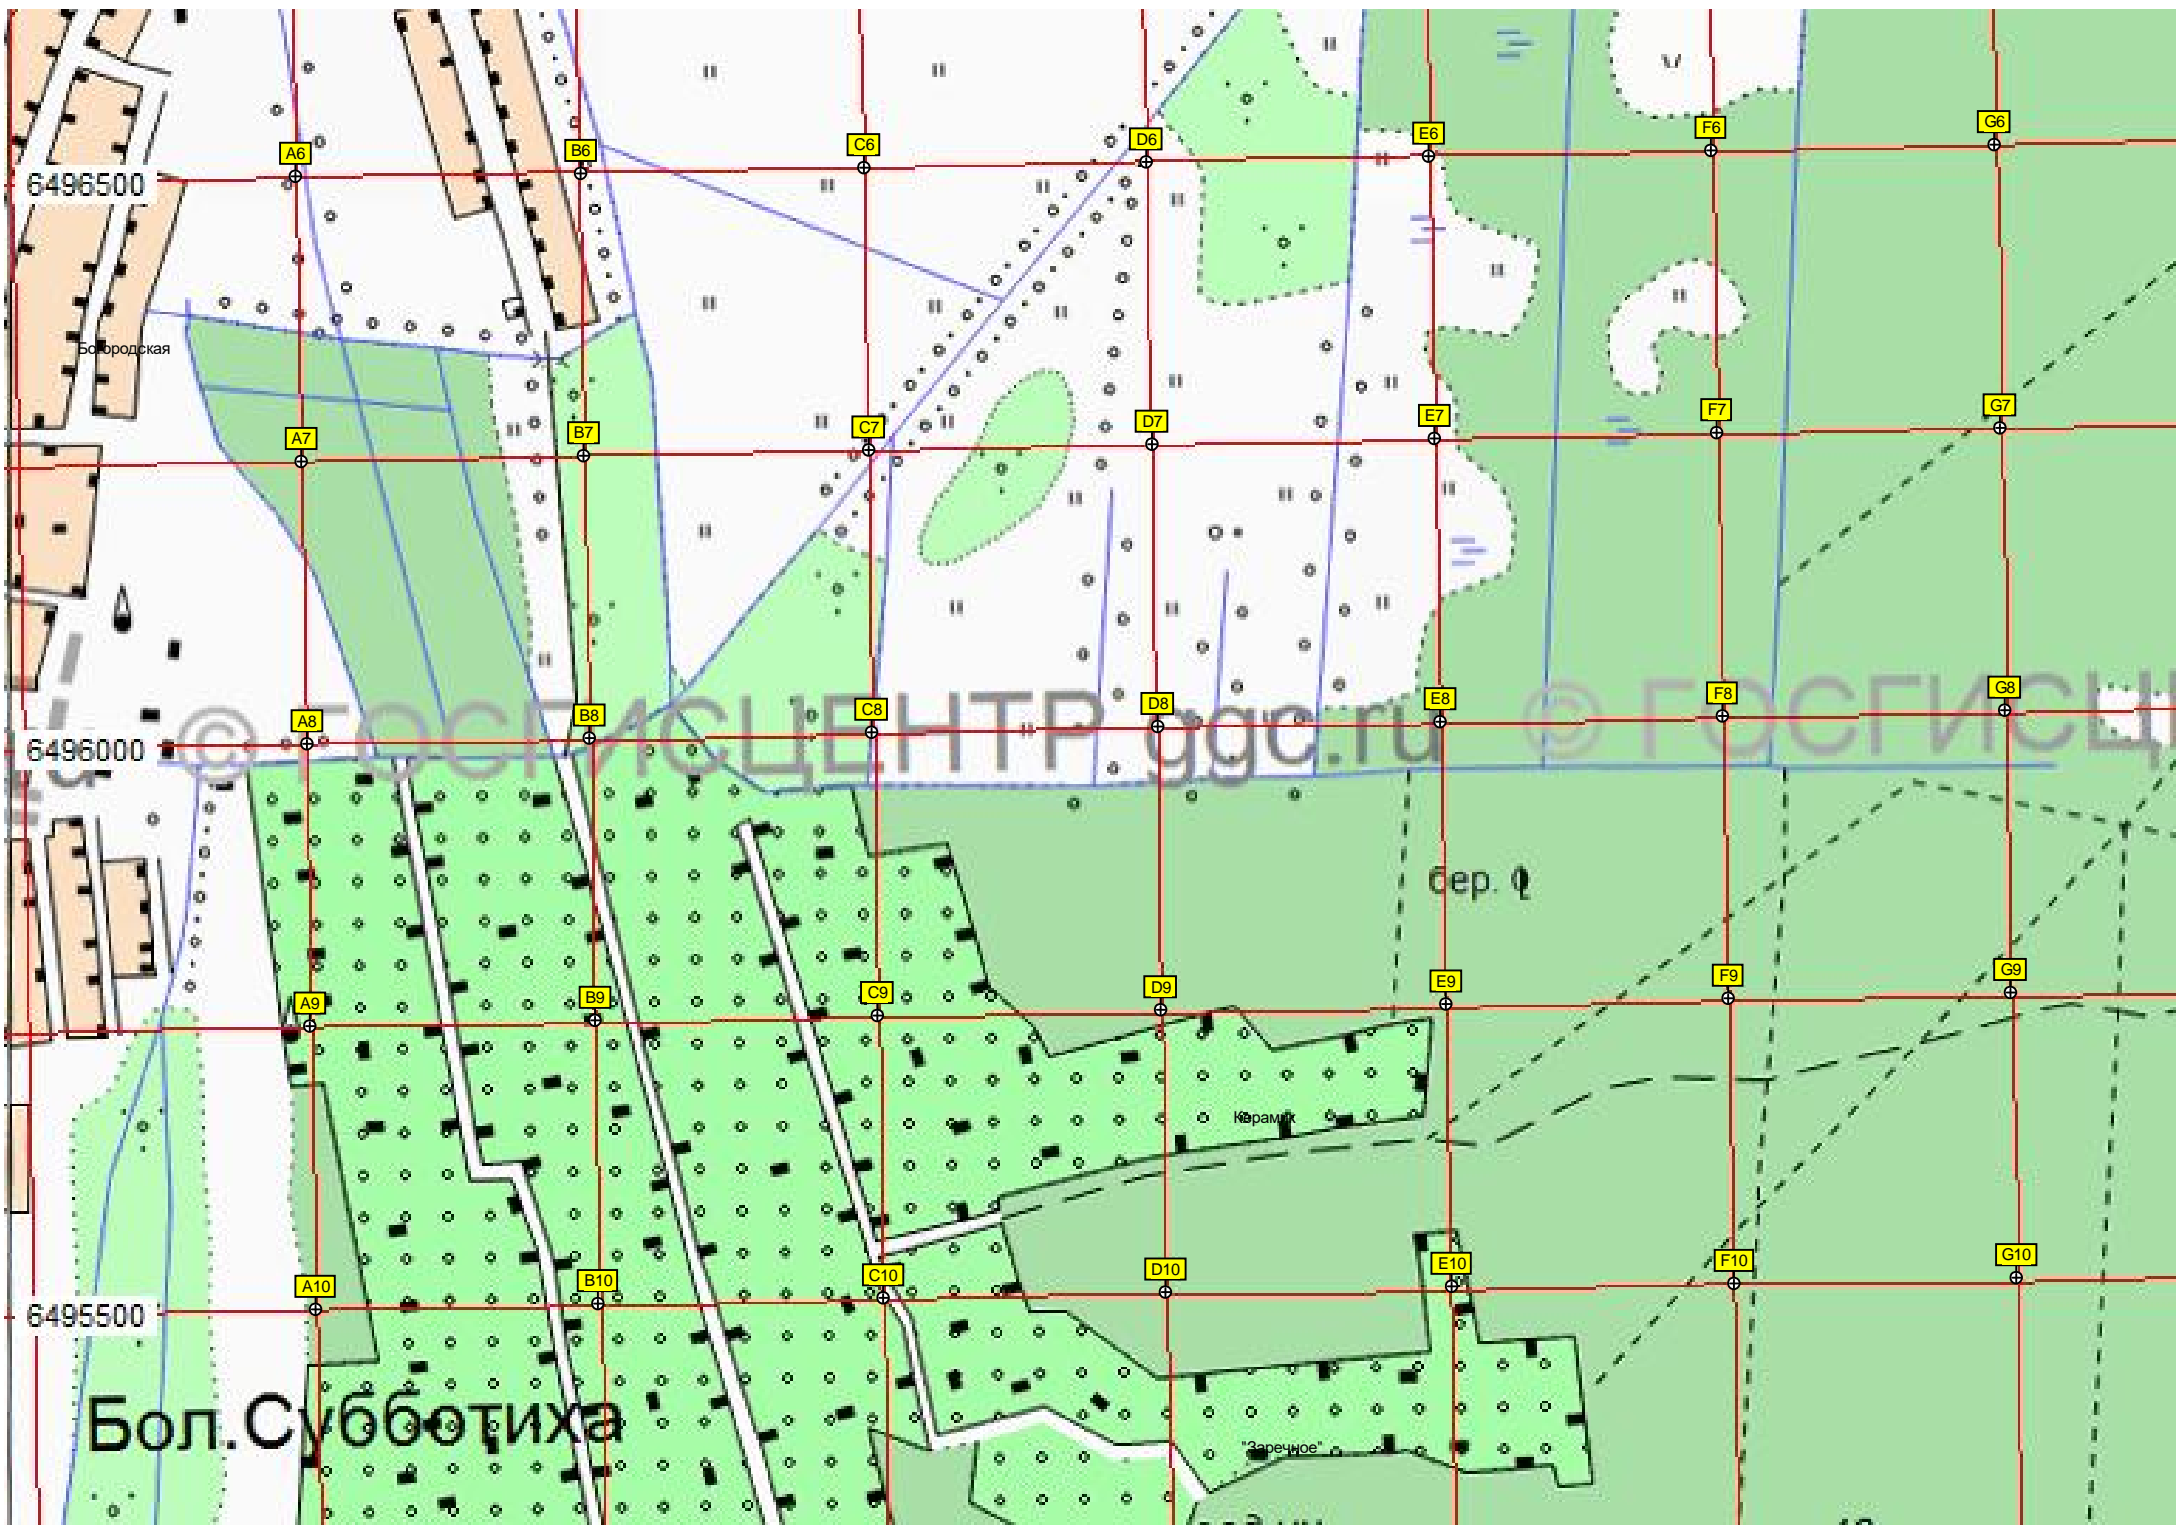 A6 B6 C6 D6 E6 F6 G6
6496500
Богородская
A7 B7 C7 D7 E7 F7 G7
A8 B8 C8 D8 E8 F8 G8
© ГОСГИСЦЕНТР ggc.ru © ГОСГИСЦ
6496000
бер.
A9 B9 C9 D9 E9 F9 G9
Керамик
A10 B10 C10 D10 E10 F10 G10
6495500
Бол.Субботиха
"Заречное"